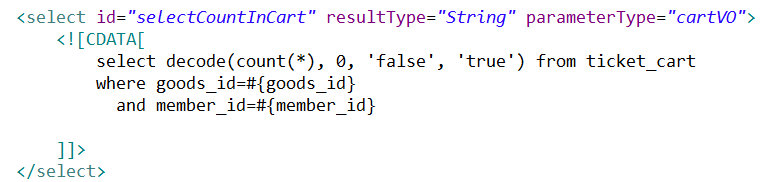 <select id="selectCountInCart" resultType="String" parameterType="cartVO">
<![CDATA[
select decode(count(*), 0, 'false', 'true') from ticket_cart
where goods_id=#{goods_id}
and member_id=#{member_id}
]]>
</select>